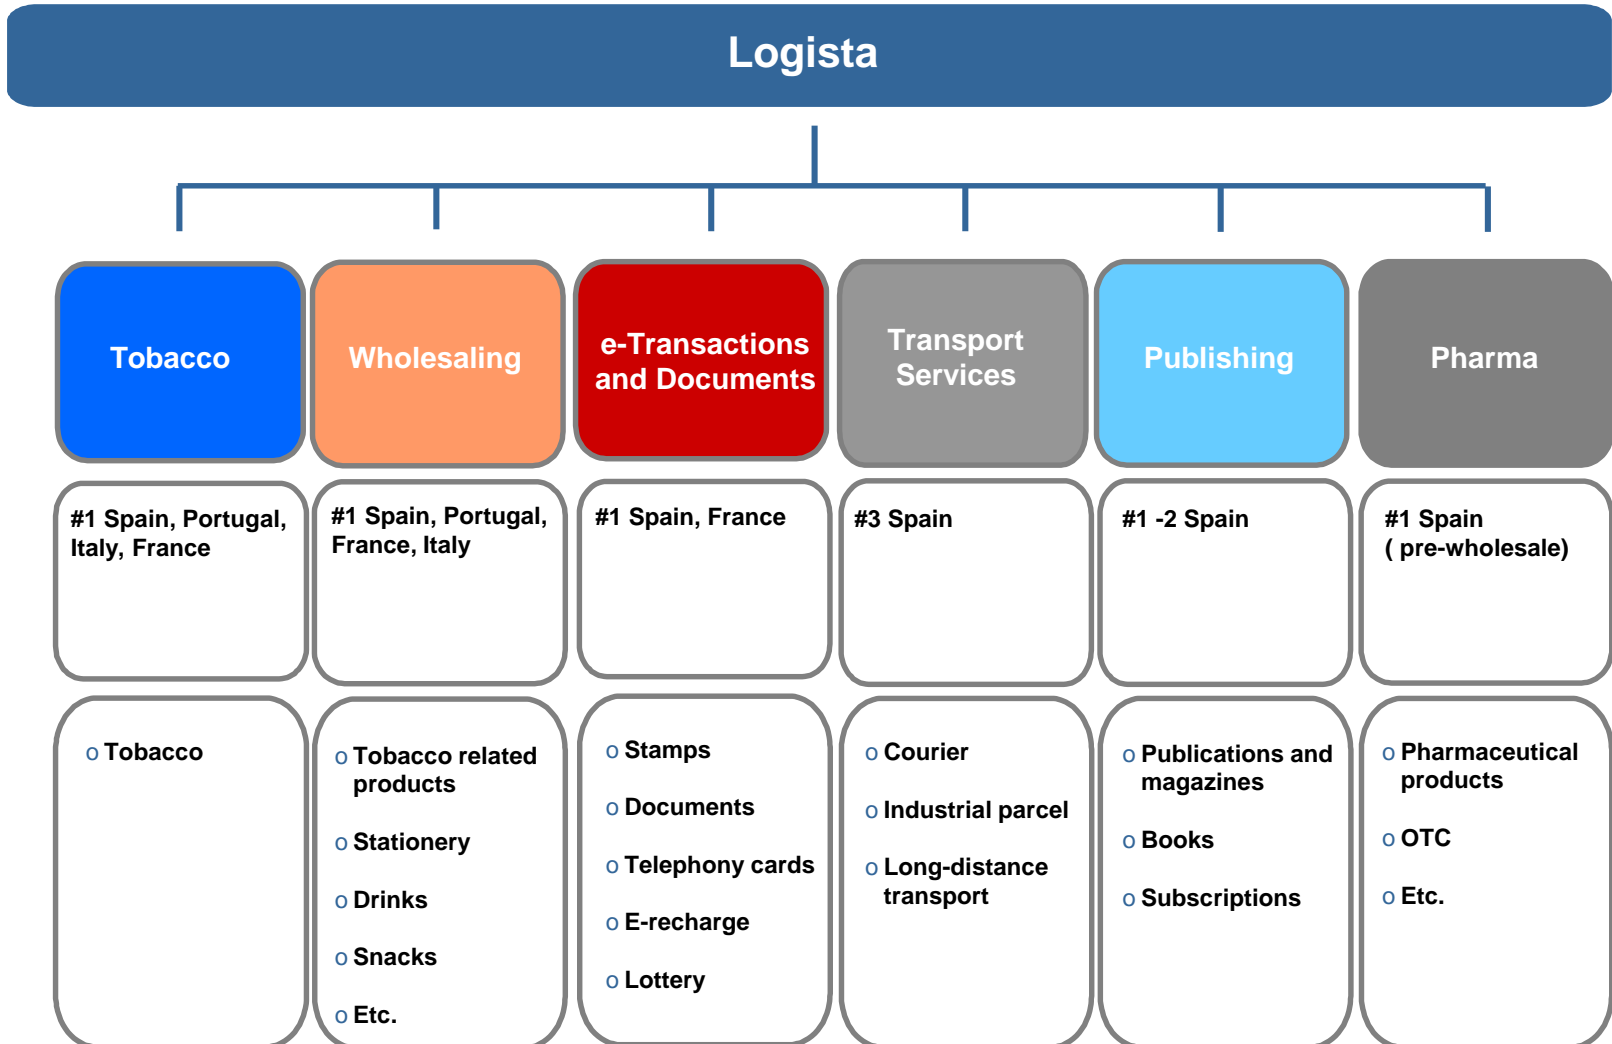 Logista
Tobacco
Wholesaling
e-Transactions
and Documents
Transport
Services
Publishing
Pharma
#1 Spain, Portugal,
Italy, France
#1 Spain, Portugal,
France, Italy
#1 Spain, France
#3 Spain
#1 -2 Spain
#1 Spain
( pre-wholesale)
o Tobacco
o Tobacco related
products
o Stationery
o Drinks
o Snacks
o Etc.
o Stamps
o Documents
o Telephony cards
o E-recharge
o Lottery
o Courier
o Industrial parcel
o Long-distance
transport
o Publications and
magazines
o Books
o Subscriptions
o Pharmaceutical
products
o OTC
o Etc.